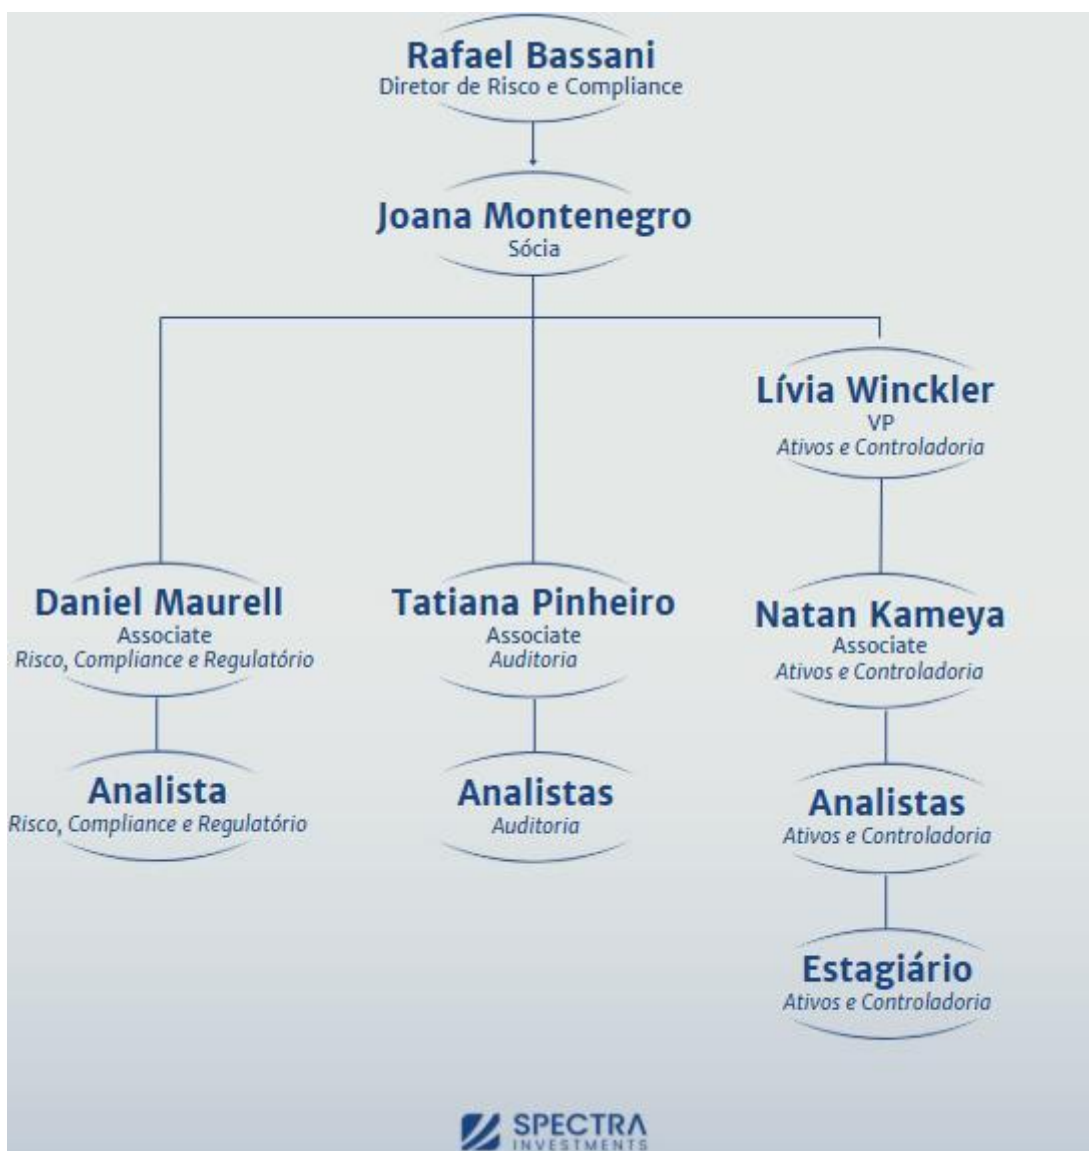 Rafael Bassani
Diretor de Risco e Compliance
Joana Montenegro
Sócia
Lívia Winckler
VP
Ativos e Controladoria
Daniel Maurell
Associate
Risco, Compliance e Regulatório
Tatiana Pinheiro
Associate
Auditoria
Natan Kameya
Associate
Ativos e Controladoria
Analista
Risco, Compliance e Regulatório
Analistas
Auditoria
Analistas
Ativos e Controladoria
Estagiário
Ativos e Controladoria
SPECTRA
INVESTMENTS